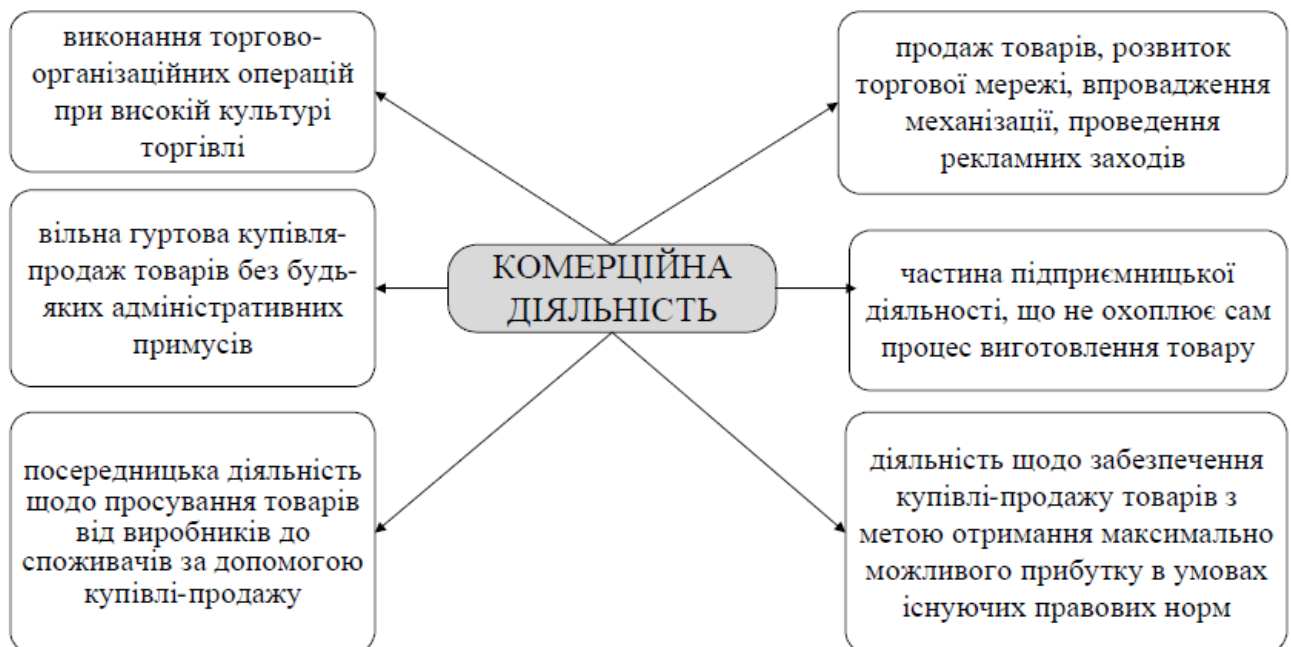 виконання торгово-
організаційних операцій
при високій культурі
торгівлі
продаж товарів, розвиток
торгової мережі, впровадження
механізації, проведення
рекламних заходів
вільна гуртова купівля-
продаж товарів без будь-
яких адміністративних
примусів
КОМЕРЦІЙНА
ДІЯЛЬНІСТЬ
частина підприємницької
діяльності, що не охоплює сам
процес виготовлення товару
посередницька діяльність
щодо просування товарів
від виробників до
споживачів за допомогою
купівлі-продажу
діяльність щодо забезпечення
купівлі-продажу товарів з
метою отримання максимально
можливого прибутку в умовах
існуючих правових норм